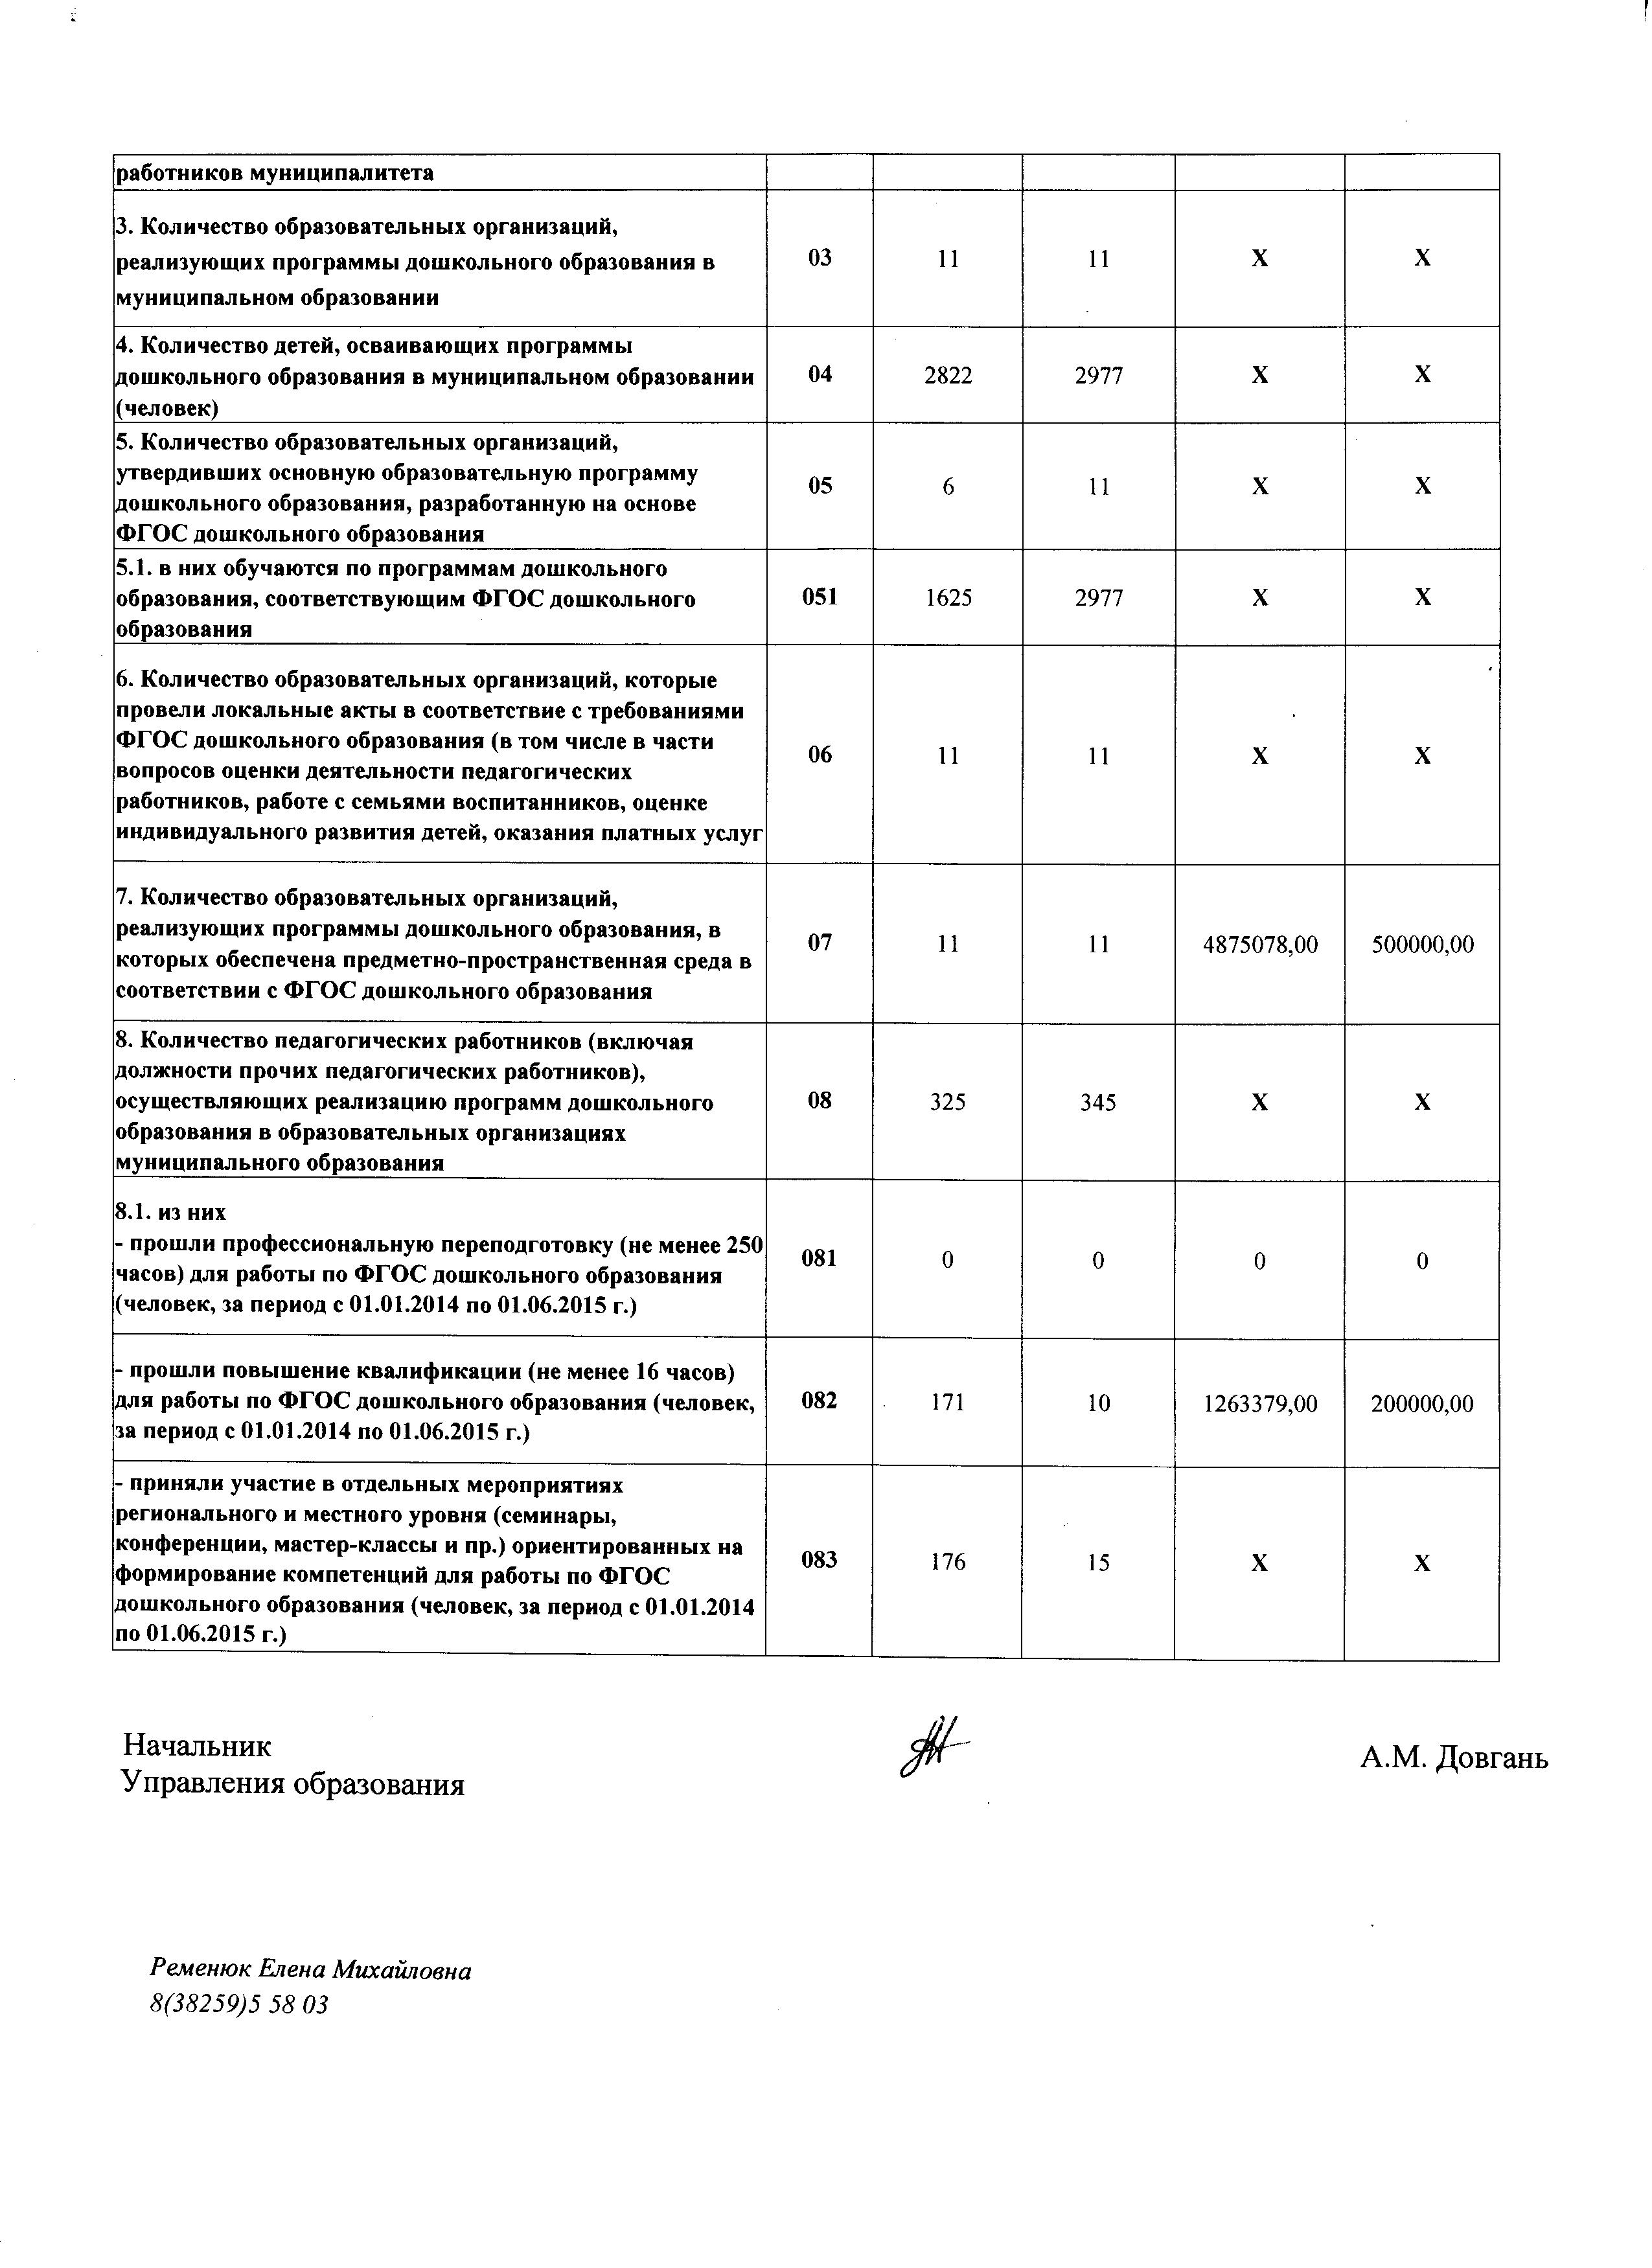 работников муниципалитета
3. Количество образовательных организаций,
реализующих программы дошкольного образования в
муниципальном образовании
03 11 11 X X
4. Количество детей, осваивающих программы
дошкольного образования в муниципальном образовании
(человек)
04 2822 2977 X X
5. Количество образовательных организаций,
утвердивших основную образовательную программу
дошкольного образования, разработанную на основе
ФГОС дошкольного образования
05 6 11 X X
5.1. в них обучаются по программам дошкольного
образования, соответствующим ФГОС дошкольного
образования
051 1625 2977 X X
6. Количество образовательных организаций, которые
провели локальные акты в соответствие с требованиями
ФГОС дошкольного образования (в том числе в части
вопросов оценки деятельности педагогических
работников, работе с семьями воспитанников, оценке
индивидуального развития детей, оказания платных услуг
06 11 11 X X
7. Количество образовательных организаций,
реализующих программы дошкольного образования, в
которых обеспечена предметно-пространственная среда в
соответствии с ФГОС дошкольного образования
07 11 11 4875078,00 500000,00
8. Количество педагогических работников (включая
должности прочих педагогических работников),
осуществляющих реализацию программ дошкольного
образования в образовательных организациях
муниципального образования
08 325 345 X X
8.1. из них
- прошли профессиональную переподготовку (не менее 250
часов) для работы по ФГОС дошкольного образования
(человек, за период с 01.01.2014 по 01.06.2015 г.)
081 0 0 0 0
- прошли повышение квалификации (не менее 16 часов)
для работы по ФГОС дошкольного образования (человек,
за период с 01.01.2014 по 01.06.2015 г.)
082 171 10 1263379,00 200000,00
- приняли участие в отдельных мероприятиях
регионального и местного уровня (семинары,
конференции, мастер-классы и пр.) ориентированных на
формирование компетенций для работы по ФГОС
дошкольного образования (человек, за период с 01.01.2014
по 01.06.2015 г.)
083 176 15 X X
Начальник
Управления образования
А.М. Довгань
Ременюк Елена Михайловна
8(38259)5 58 03